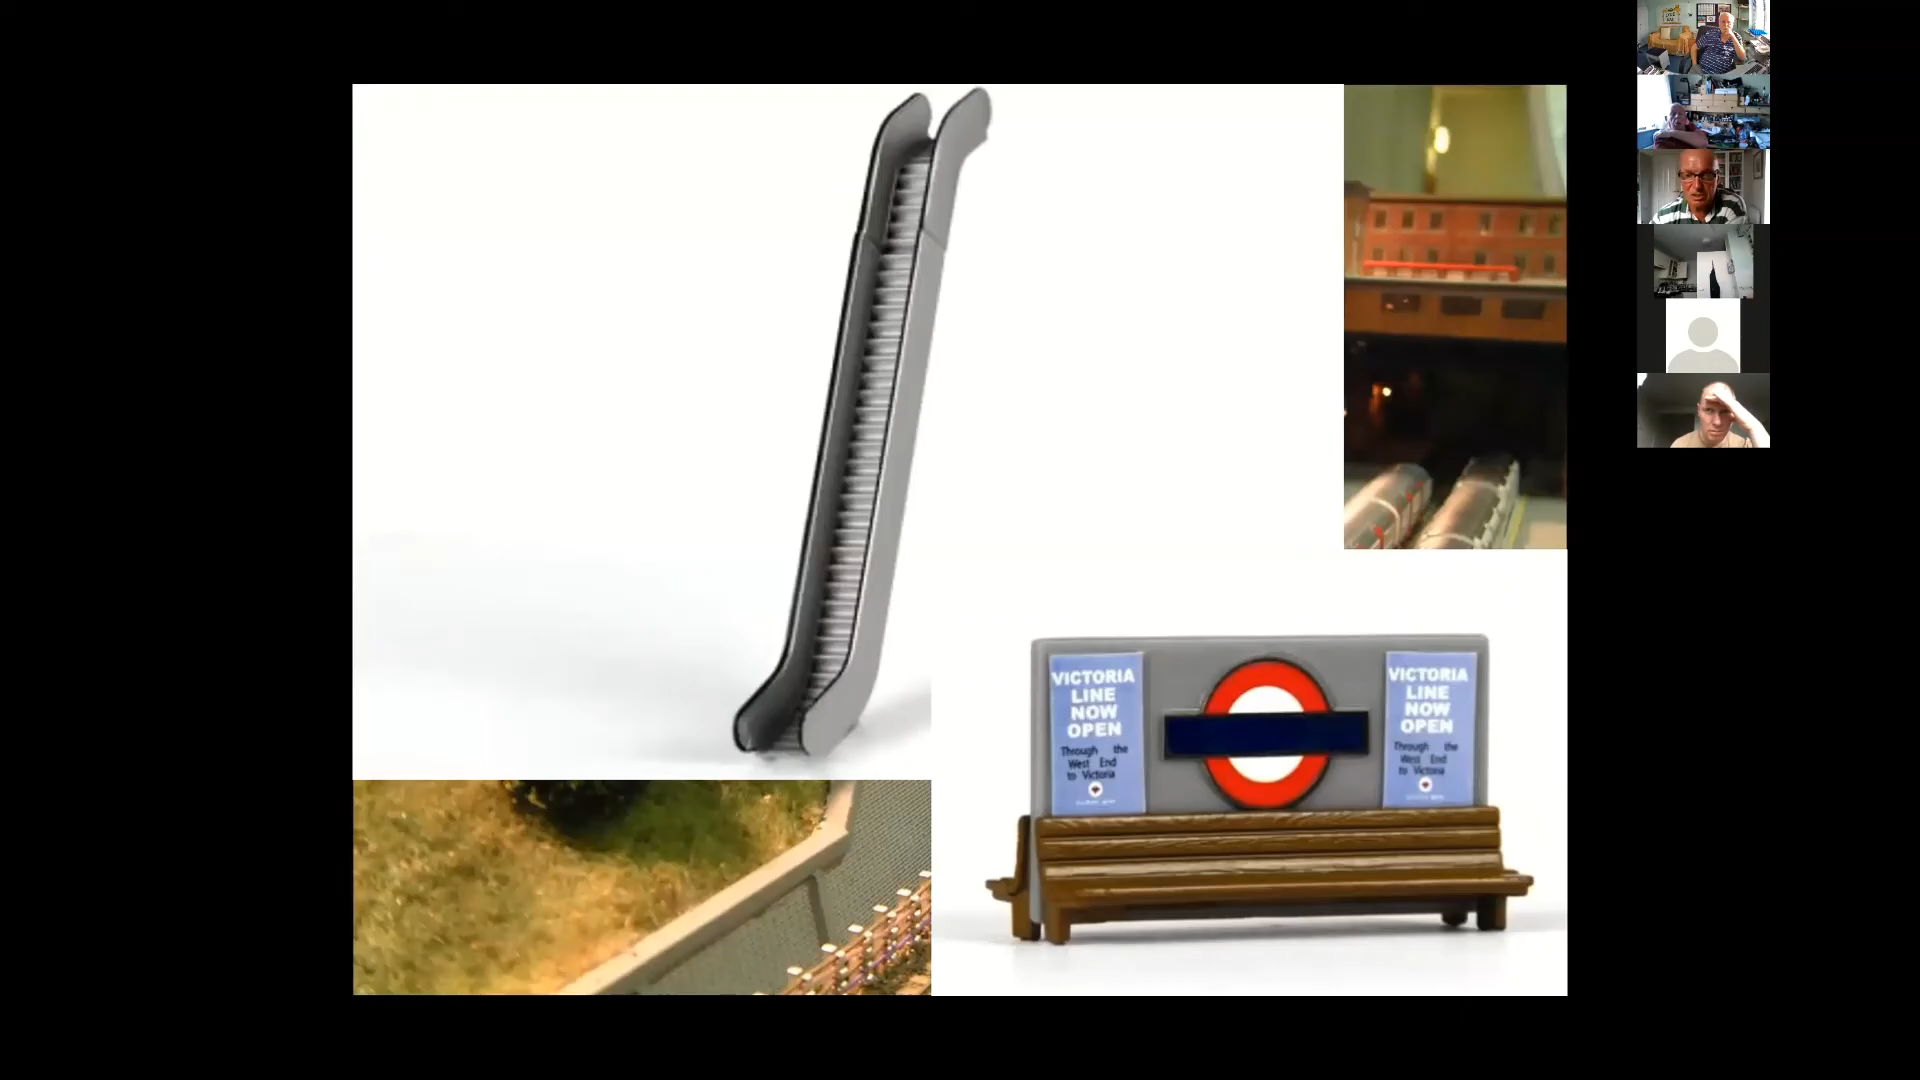 VICTORIA
LINE
NOW
OPEN
Through the
West End
to Victoria
VICTORIA
LINE
NOW
OPEN
Through the
West End
to Victoria